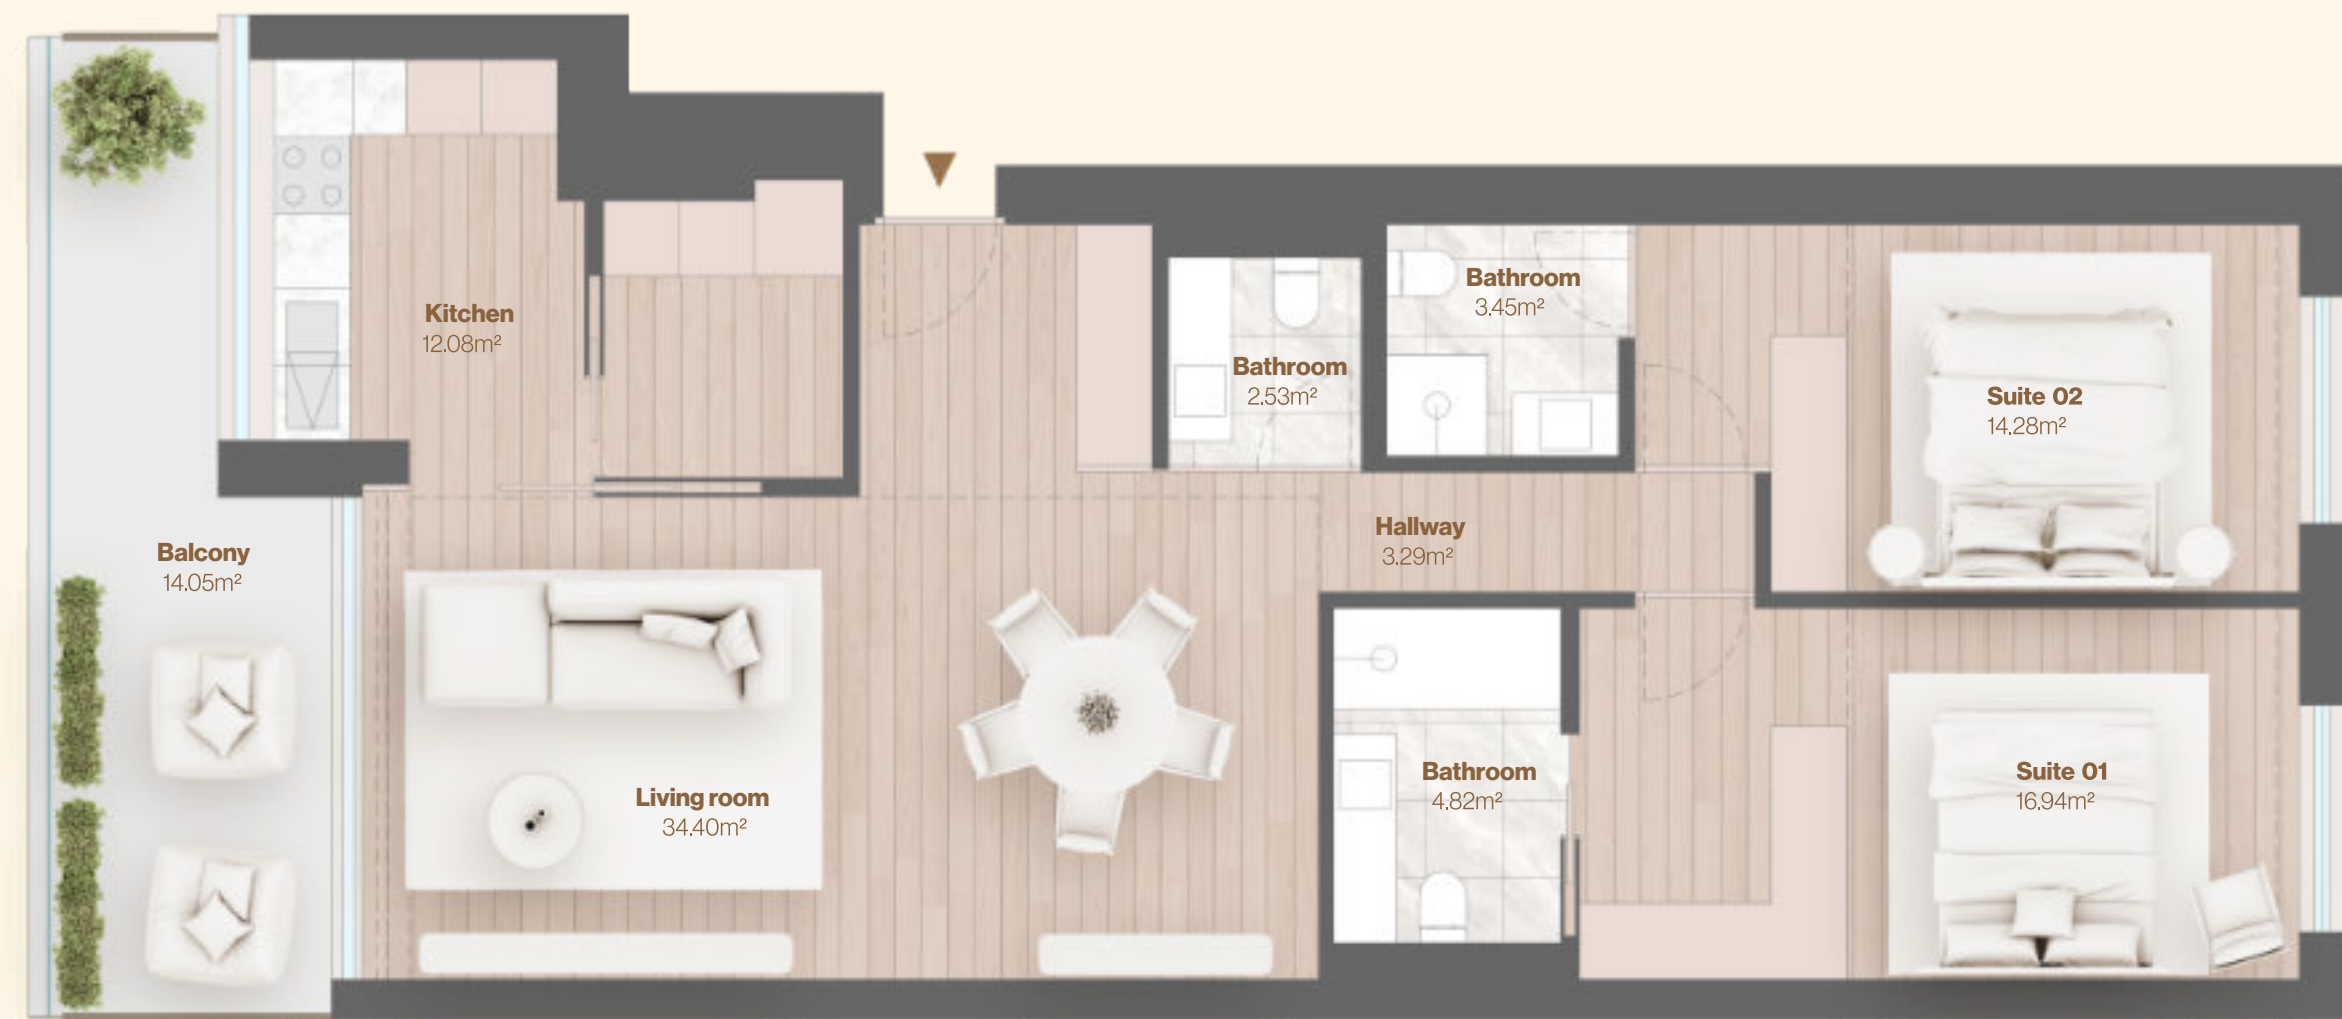 Kitchen
12.08m²
Bathroom
2.53m²
Bathroom
3.45m²
Suite 02
14.28m²
Balcony
14.05m²
Hallway
3.29m²
Living room
34.40m²
Bathroom
4.82m²
Suite 01
16.94m²